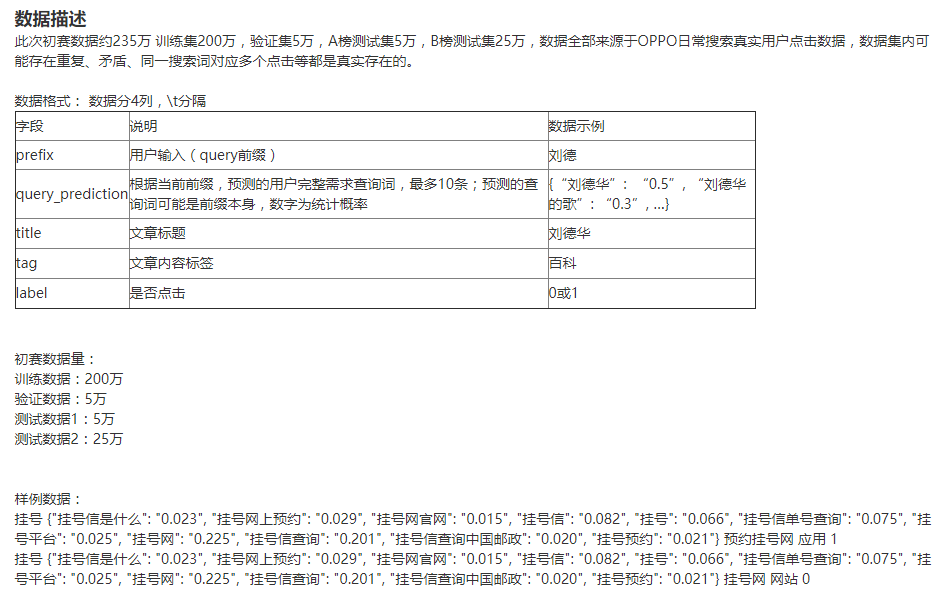 数据描述
此次初赛数据约235万 训练集200万，验证集5万，A榜测试集5万，B榜测试集25万，数据全部来源于OPPO日常搜索真实用户点击数据，数据集内可
能存在重复、矛盾、同一搜索词对应多个点击等都是真实存在的。
数据格式： 数据分4列，\t分隔
字段 说明 数据示例
prefix 用户输入（query前缀） 刘德
query_prediction 根据当前前缀，预测的用户完整需求查询词，最多10条；预测的查
询词可能是前缀本身，数字为统计概率
{“刘德华”: “0.5”, “刘德华
的歌”: “0.3”, …}
title 文章标题 刘德华
tag 文章内容标签 百科
label 是否点击 0或1
初赛数据量：
训练数据：200万
验证数据：5万
测试数据1：5万
测试数据2：25万
样例数据：
挂号 {"挂号信是什么": "0.023", "挂号网上预约": "0.029", "挂号网官网": "0.015", "挂号信": "0.082", "挂号": "0.066", "挂号信单号查询": "0.075", "挂
号平台": "0.025", "挂号网": "0.225", "挂号信查询": "0.201", "挂号信查询中国邮政": "0.020", "挂号预约": "0.021"} 预约挂号网 应用 1
挂号 {"挂号信是什么": "0.023", "挂号网上预约": "0.029", "挂号网官网": "0.015", "挂号信": "0.082", "挂号": "0.066", "挂号信单号查询": "0.075", "挂
号平台": "0.025", "挂号网": "0.225", "挂号信查询": "0.201", "挂号信查询中国邮政": "0.020", "挂号预约": "0.021"} 挂号网 网站 0